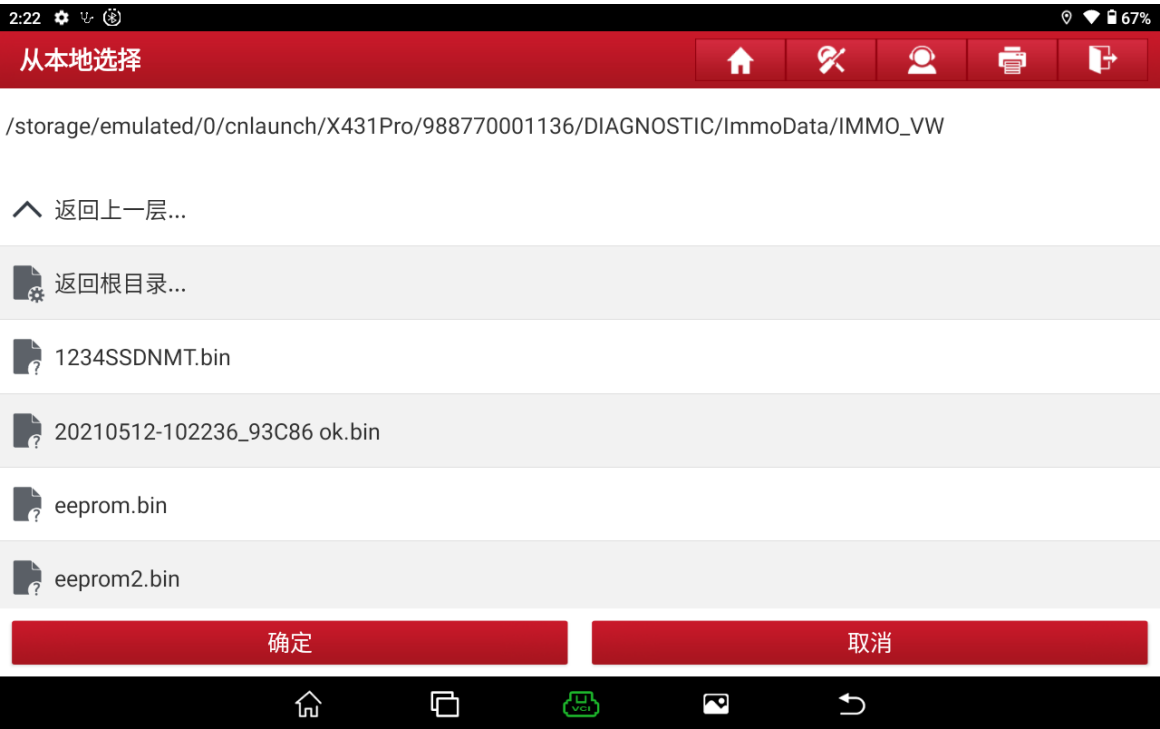 2:22
67%
从本地选择
/storage/emulated/0/cnlaunch/X431Pro/988770001136/DIAGNOSTIC/ImmoData/IMMO_VW
返回上一层...
返回根目录...
1234SSDNMT.bin
20210512-102236_93C86 ok.bin
eeprom.bin
eeprom2.bin
确定
取消
VCI